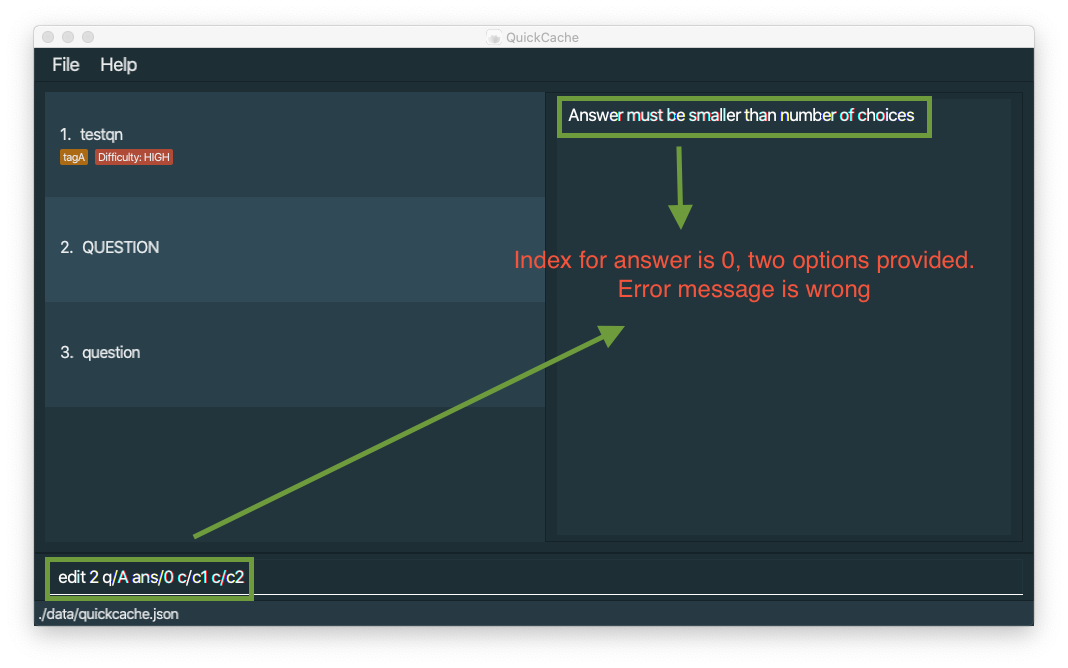 QuickCache
File Help
1. testqn
tagA Difficulty: HIGH
2. QUESTION
3. question
Answer must be smaller than number of choices
Index for answer is 0, two options provided.
Error message is wrong
edit 2 q/A ans/0 c/c1 c/c2
./data/quickcache.json